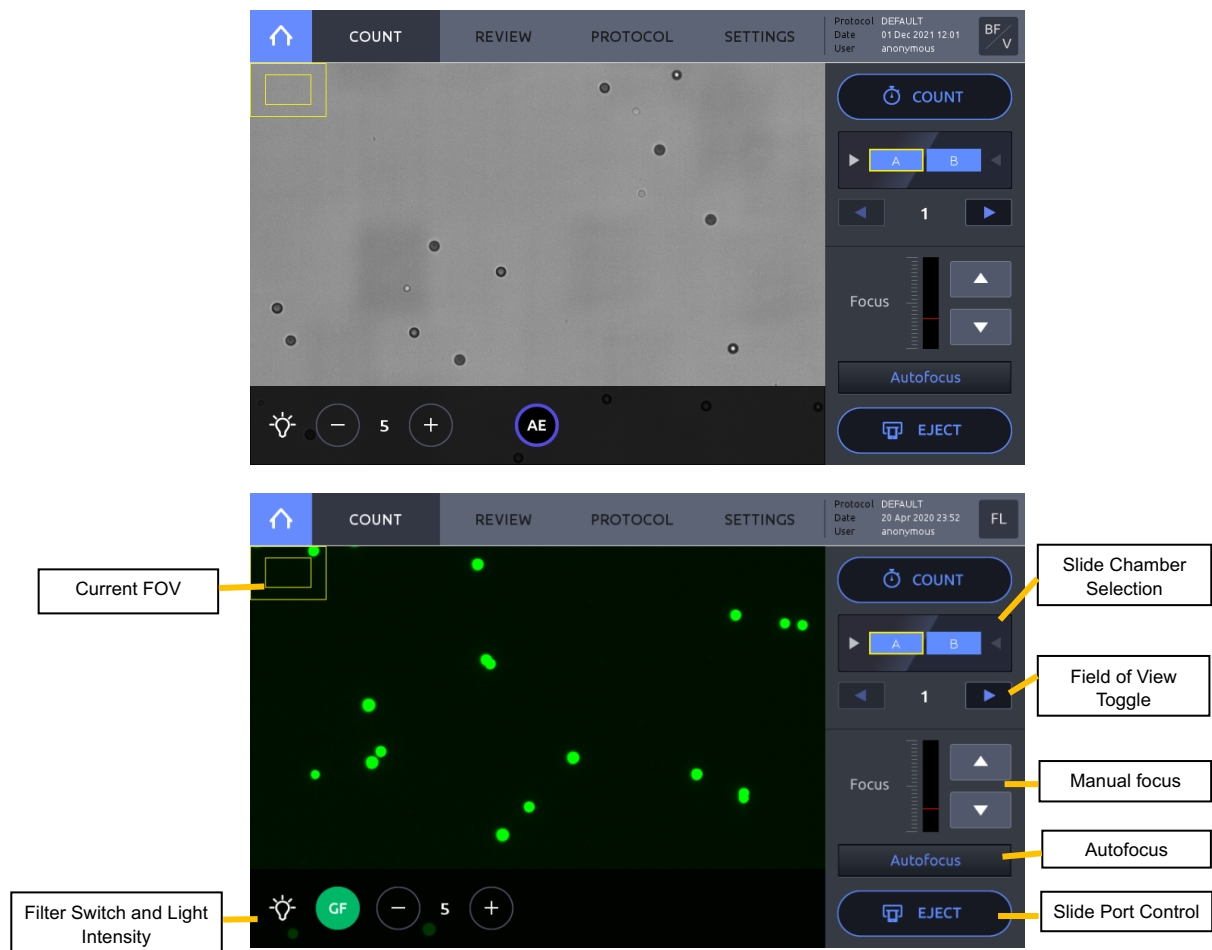 COUNT
REVIEW
PROTOCOL
SETTINGS
Protocol DEFAULT
Date 01 Dec 2021 12:01
User anonymous
BF/V
COUNT
A B
1
Focus
Autofocus
5
AE
EJECT
COUNT
REVIEW
PROTOCOL
SETTINGS
Protocol DEFAULT
Date 20 Apr 2020 23:52
User anonymous
FL
Current FOV
COUNT
Slide Chamber
Selection
A B
1
Field of View
Toggle
Focus
Manual focus
Autofocus
Autofocus
Filter Switch and Light
Intensity
GF
5
EJECT
Slide Port Control